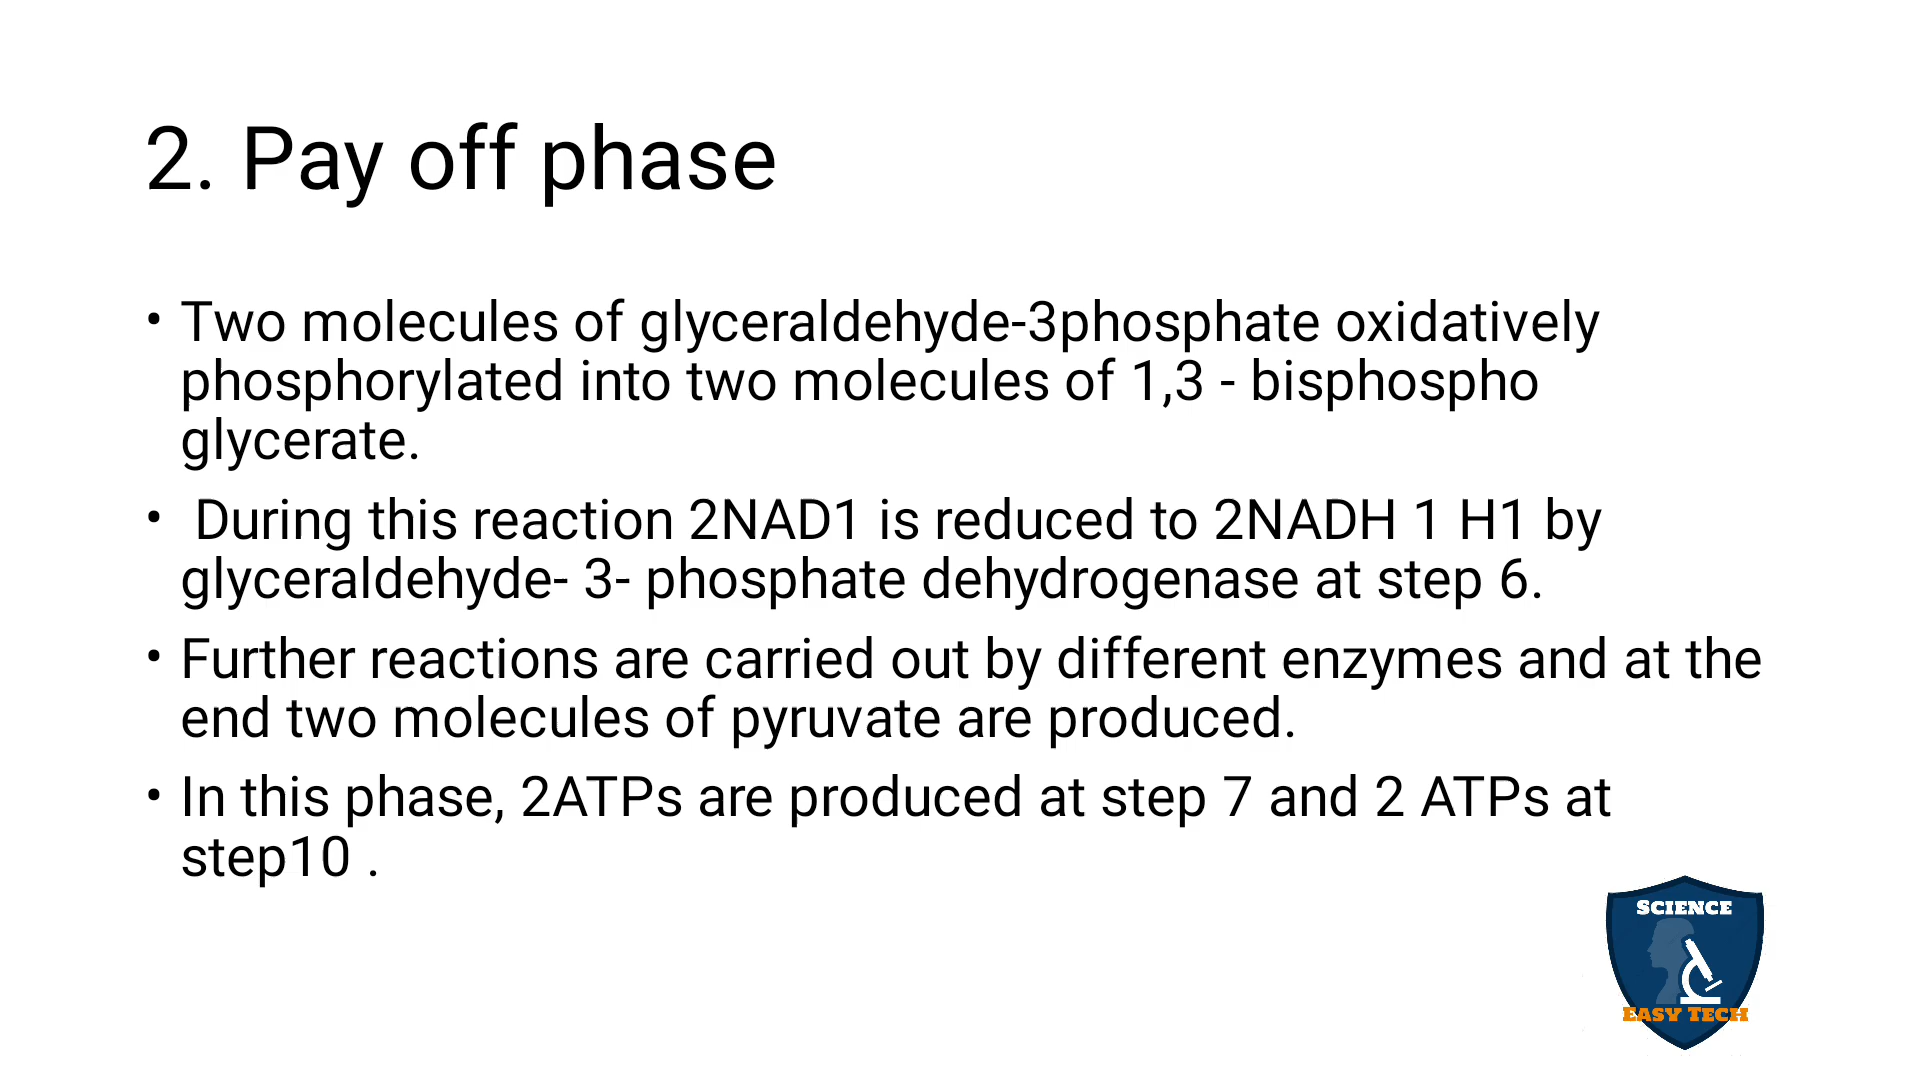 2. Pay off phase
• Two molecules of glyceraldehyde-3phosphate oxidatively
phosphorylated into two molecules of 1,3 - bisphospho
glycerate.
• During this reaction 2NAD1 is reduced to 2NADH 1 H1 by
glyceraldehyde- 3- phosphate dehydrogenase at step 6.
• Further reactions are carried out by different enzymes and at the
end two molecules of pyruvate are produced.
• In this phase, 2ATPs are produced at step 7 and 2 ATPs at
step10 .
SCIENCE
EASY TECH